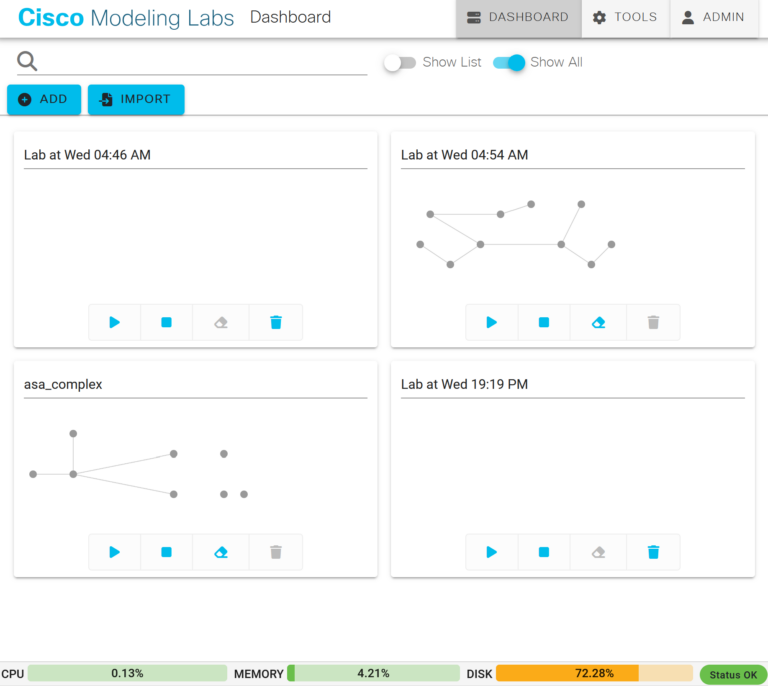 Cisco Modeling Labs Dashboard DASHBOARD TOOLS ADMIN
Show List Show All
ADD IMPORT
Lab at Wed 04:46 AM
Lab at Wed 04:54 AM
asa_complex
Lab at Wed 19:19 PM
CPU 0.13% MEMORY 4.21% DISK 72.28% Status OK